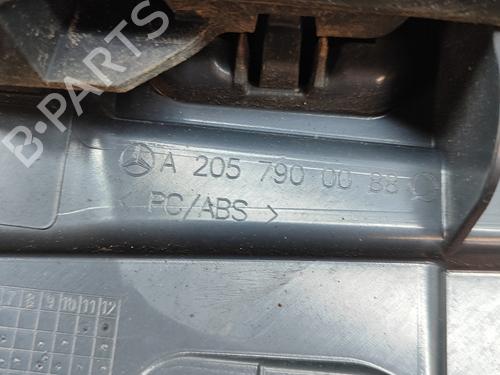 B-PARTS
A 205 790 00 88
< PC/ABS >
7 8 9 10 11 12